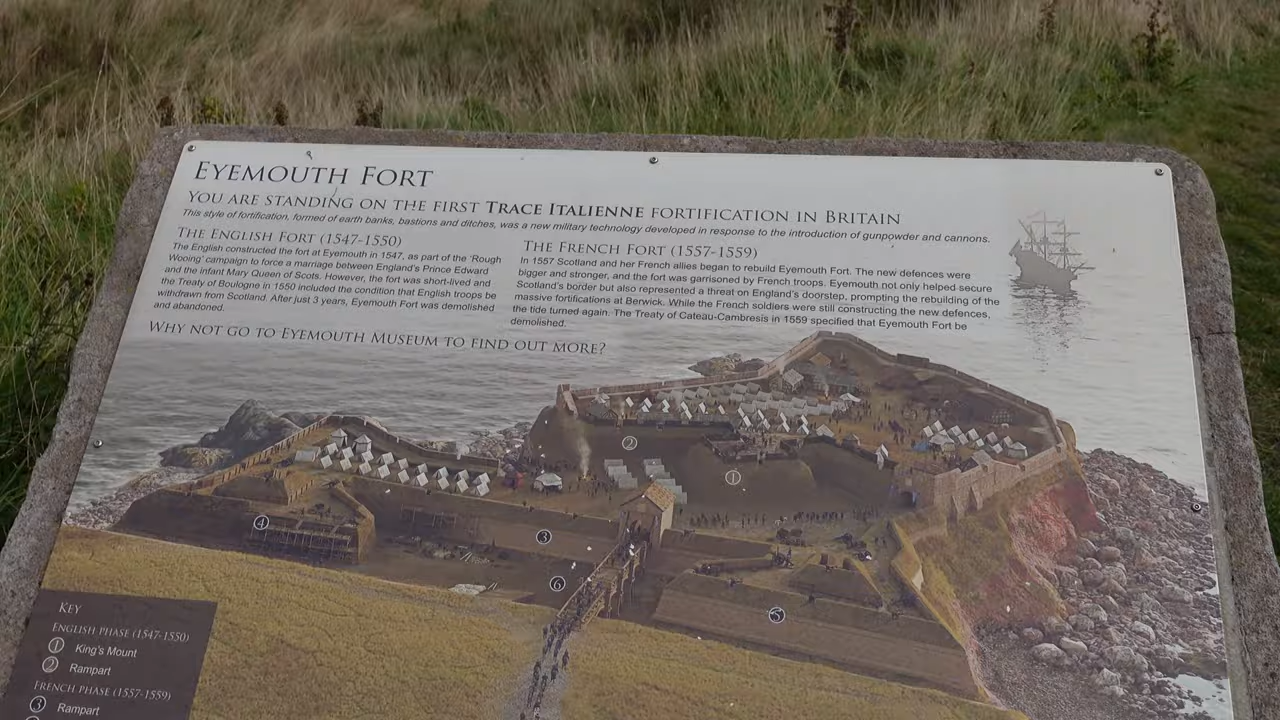 EYEMOUTH FORT
YOU ARE STANDING ON THE FIRST TRACE ITALIENNE FORTIFICATION IN BRITAIN
This style of fortification, formed of earth banks, bastions and ditches, was a new military technology developed in response to the introduction of gunpowder and cannons.
THE ENGLISH FORT (1547-1550)
The English constructed the fort at Eyemouth in 1547, as part of the 'Rough
Wooing' campaign to force a marriage between England's Prince Edward
and the infant Mary Queen of Scots. However, the fort was short-lived and
the Treaty of Boulogne in 1550 included the condition that English troops be
withdrawn from Scotland. After just 3 years, Eyemouth Fort was demolished
and abandoned.
THE FRENCH FORT (1557-1559)
In 1557 Scotland and her French allies began to rebuild Eyemouth Fort. The new defences were
bigger and stronger, and the fort was garrisoned by French troops. Eyemouth not only helped secure
Scotland's border but also represented a threat on England's doorstep, prompting the rebuilding of the
massive fortifications at Berwick. While the French soldiers were still constructing the new defences,
the tide turned again. The Treaty of Cateau-Cambresis in 1559 specified that Eyemouth Fort be
demolished.
WHY NOT GO TO EYEMOUTH MUSEUM TO FIND OUT MORE?
2
1
4
3
6
5
KEY
ENGLISH PHASE (1547-1550)
1 King's Mount
2 Rampart
FRENCH PHASE (1557-1559)
3 Rampart